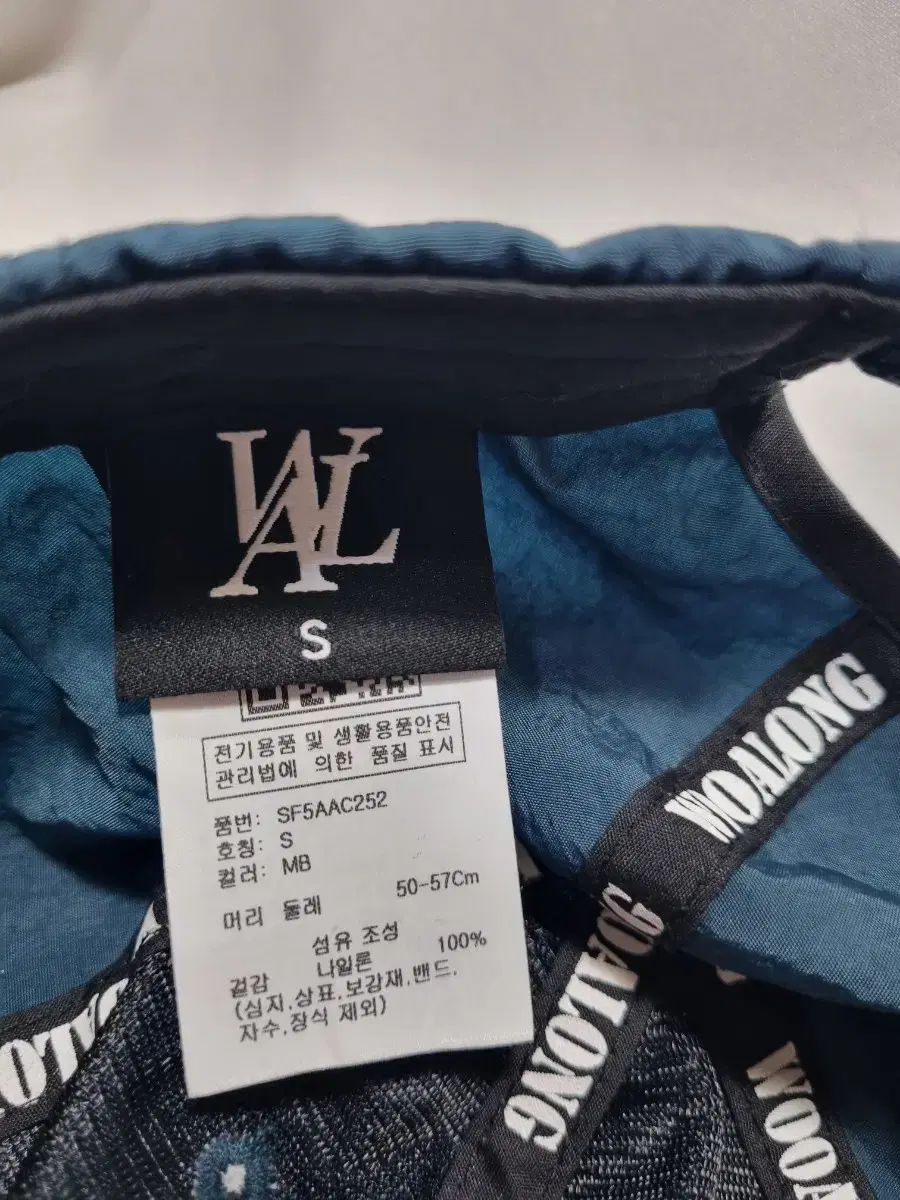 WAL
S
전기용품 및 생활용품안전
관리법에 의한 품질 표시
품번: SF5AAC252
호칭: S
컬러: MB
머리 둘레 50-57Cm
섬유 조성
겉감 나일론 100%
(심지,상표,보강재,밴드,
자수,장식 제외)
WOALONG
WOALONG
WOA
ALONG